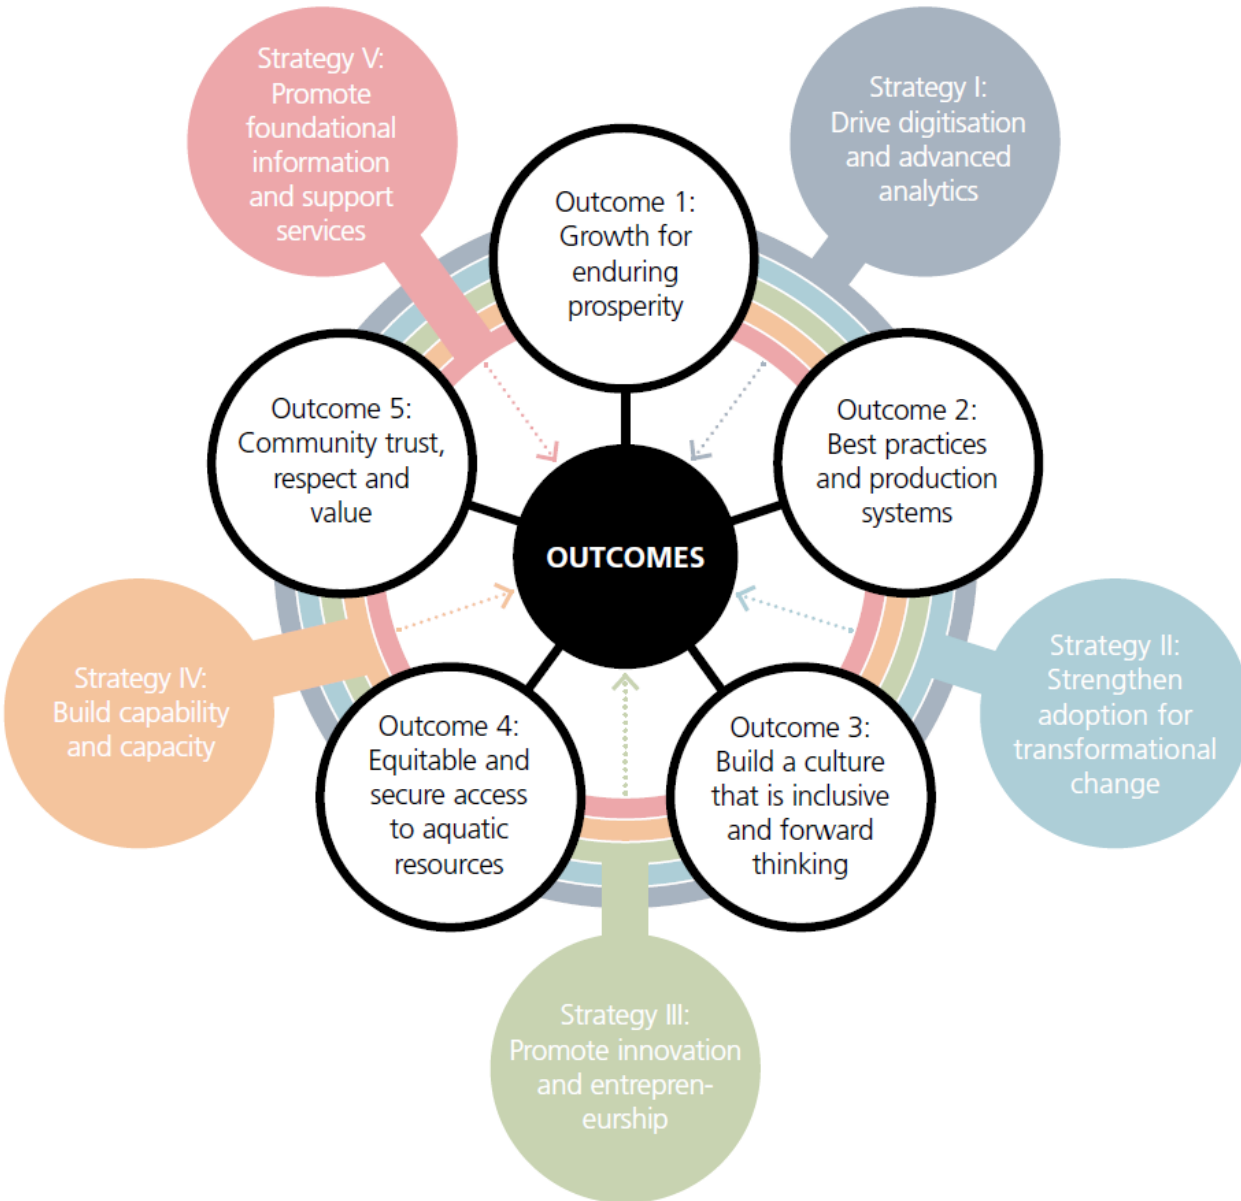 Strategy V:
Promote
foundational
information
and support
services
Strategy I:
Drive digitisation
and advanced
analytics
Outcome 1:
Growth for
enduring
prosperity
Outcome 5:
Community trust,
respect and
value
Outcome 2:
Best practices
and production
systems
OUTCOMES
Strategy IV:
Build capability
and capacity
Strategy II:
Strengthen
adoption for
transformational
change
Outcome 4:
Equitable and
secure access
to aquatic
resources
Outcome 3:
Build a culture
that is inclusive
and forward
thinking
Strategy III:
Promote innovation
and entrepren-
eurship